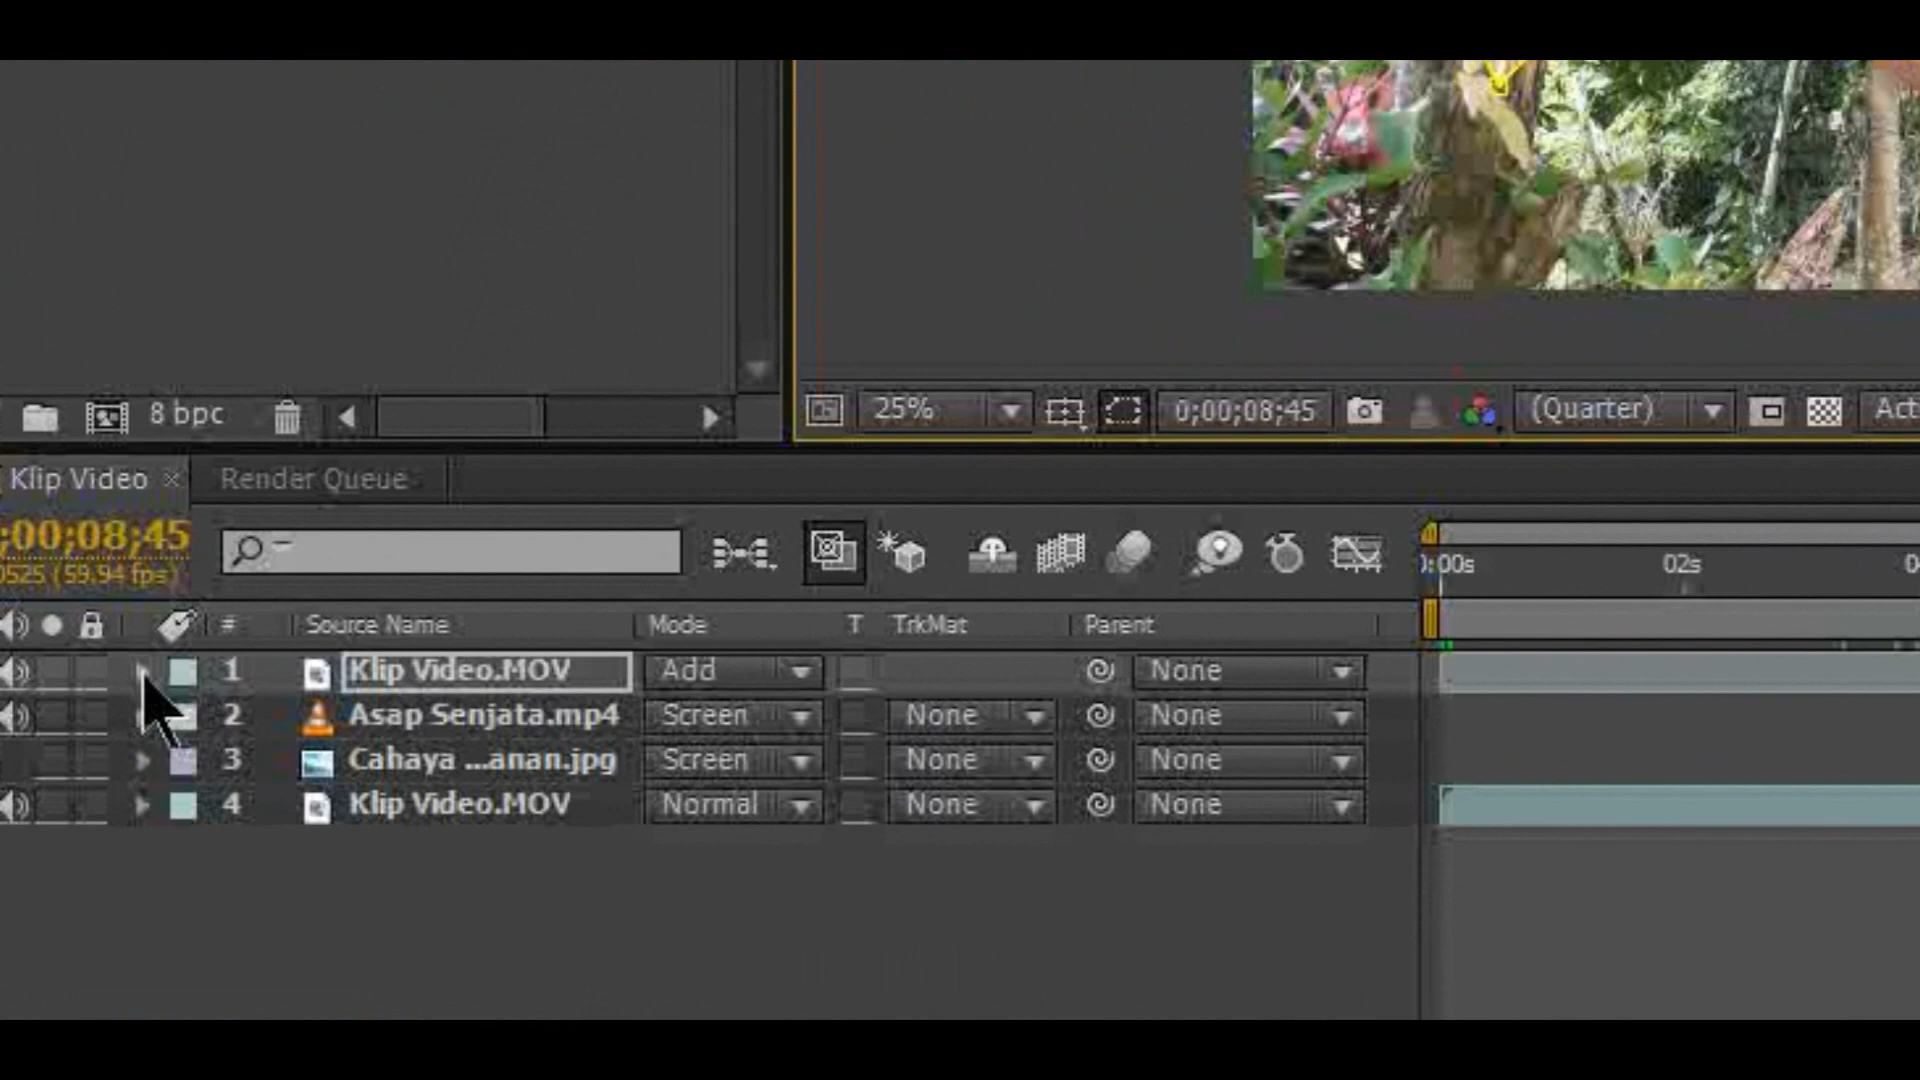 8 bpc
25%
0;00;08;45
(Quarter)
Acti
Klip Video
Render Queue
;00;08;45
0525 (59.94 fps)
0:00s
02s
# Source Name Mode T TrkMat Parent
1 Klip Video.MOV Add None
2 Asap Senjata.mp4 Screen None None
3 Cahaya ...anan.jpg Screen None None
4 Klip Video.MOV Normal None None